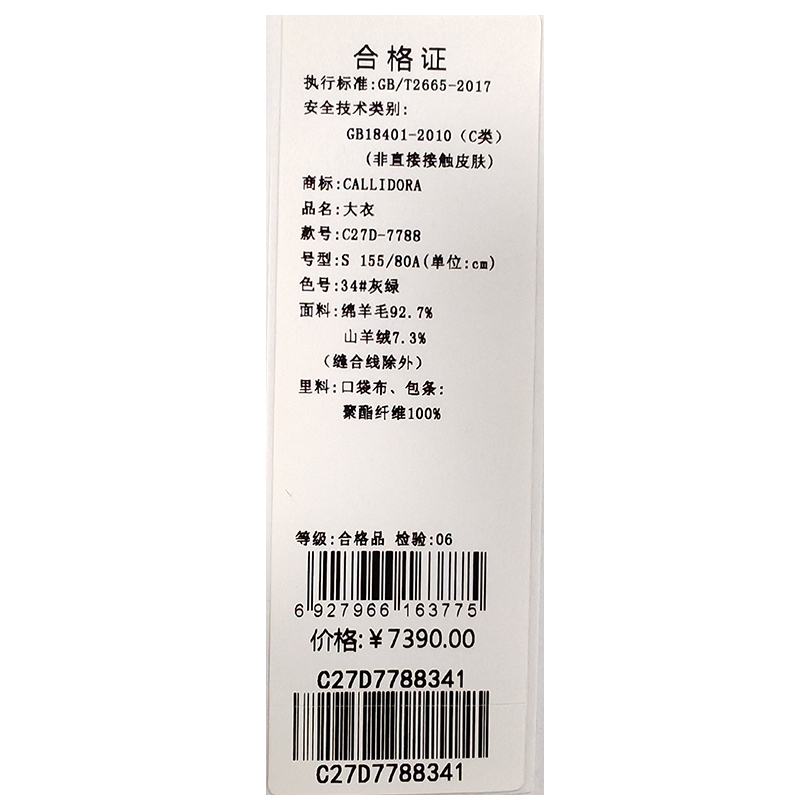 合格证
执行标准:GB/T2665-2017
安全技术类别:
GB18401-2010（C类）
(非直接接触皮肤)
商标:CALLIDORA
品名:大衣
款号:C27D-7788
号型:S 155/80A(单位:cm)
色号:34#灰绿
面料:绵羊毛92.7%
山羊绒7.3%
（缝合线除外）
里料:口袋布、包条:
聚酯纤维100%
等级:合格品 检验:06
6 927966 163775
价格:￥7390.00
C27D7788341
C27D7788341